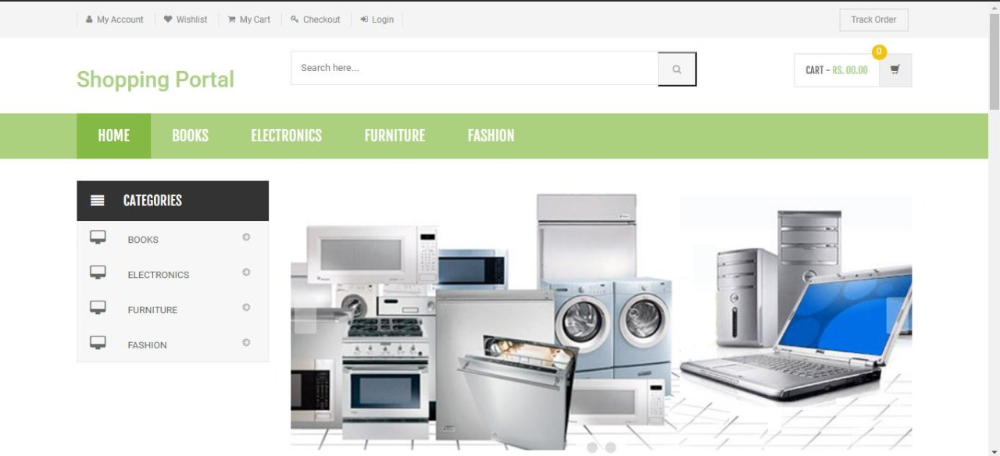 My Account Wishlist My Cart Checkout Login Track Order
0
Search here...
Shopping Portal
CART - RS. 00.00
HOME BOOKS ELECTRONICS FURNITURE FASHION
CATEGORIES
BOOKS
ELECTRONICS
FURNITURE
FASHION
DELL